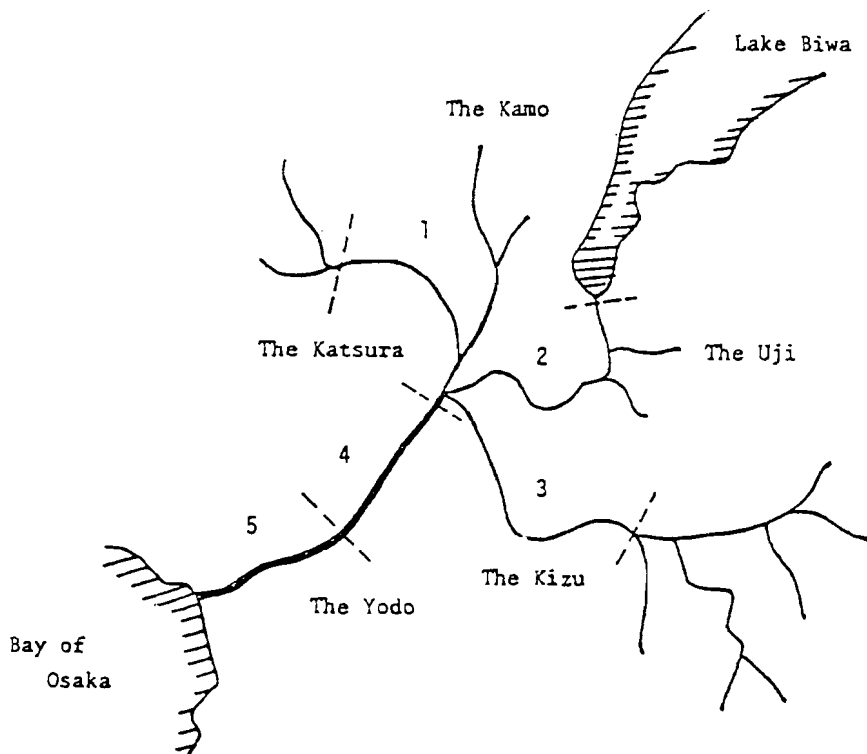 Lake Biwa
The Kamo
1
The Katsura
2
The Uji
4
3
5
The Kizu
The Yodo
Bay of
Osaka